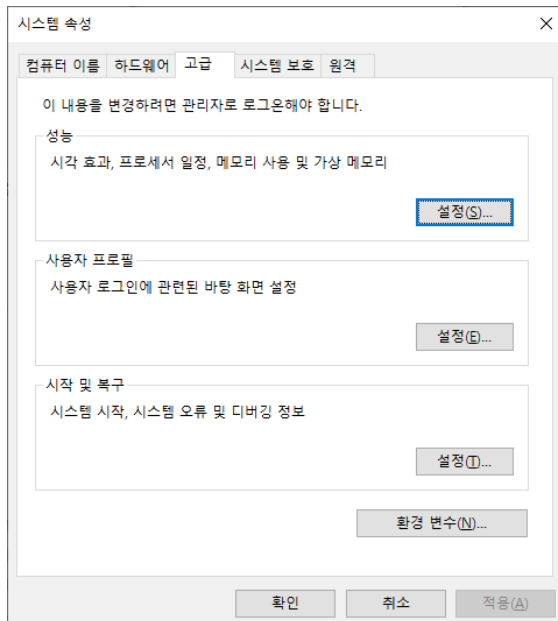 시스템 속성
컴퓨터 이름 하드웨어 고급 시스템 보호 원격
이 내용을 변경하려면 관리자로 로그온해야 합니다.
성능
시각 효과, 프로세서 일정, 메모리 사용 및 가상 메모리
설정(S)...
사용자 프로필
사용자 로그인에 관련된 바탕 화면 설정
설정(E)...
시작 및 복구
시스템 시작, 시스템 오류 및 디버깅 정보
설정(T)...
환경 변수(N)...
확인 취소 적용(A)